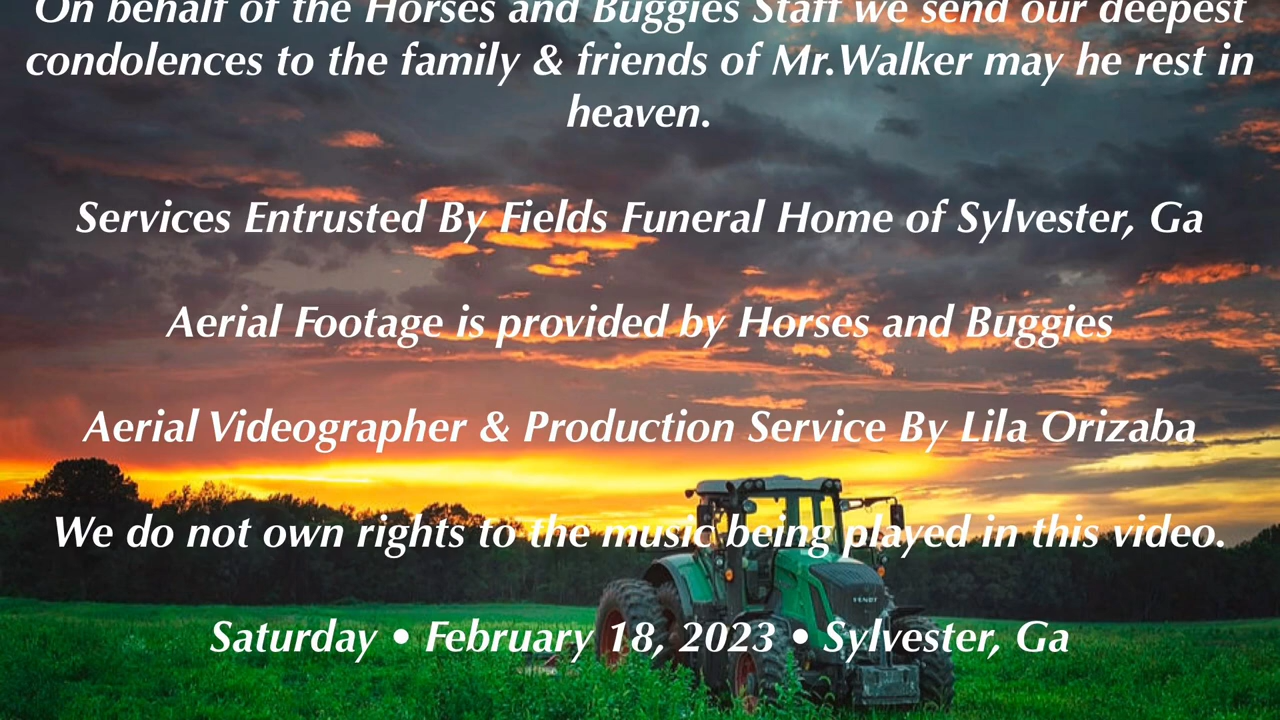 On behalf of the Horses and Buggies Staff we send our deepest
condolences to the family & friends of Mr.Walker may he rest in
heaven.
Services Entrusted By Fields Funeral Home of Sylvester, Ga
Aerial Footage is provided by Horses and Buggies
Aerial Videographer & Production Service By Lila Orizaba
We do not own rights to the music being played in this video.
FENDT
Saturday • February 18, 2023 • Sylvester, Ga